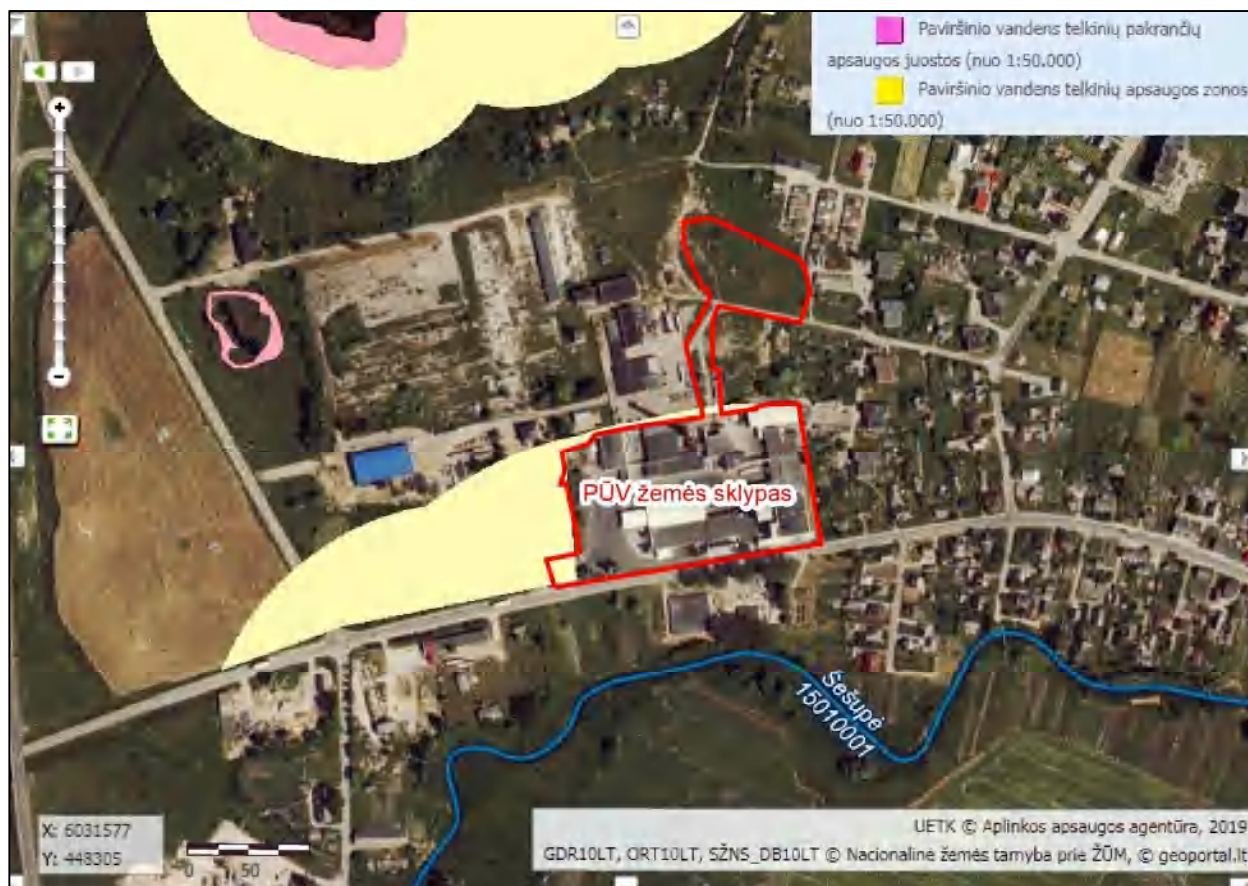 Paviršinio vandens telkinių pakrančių
apsaugos juostos (nuo 1:50.000)
Paviršinio vandens telkinių apsaugos zonos
(nuo 1:50.000)
PŪV žemės sklypas
Šešupė
15010001
X: 6031577
Y: 448305
0 50
UETK © Aplinkos apsaugos agentūra, 2019
GDR10LT, ORT10LT, SŽNS_DB10LT © Nacionalinė žemės tarnyba prie ŽŪM, © geoportal.lt